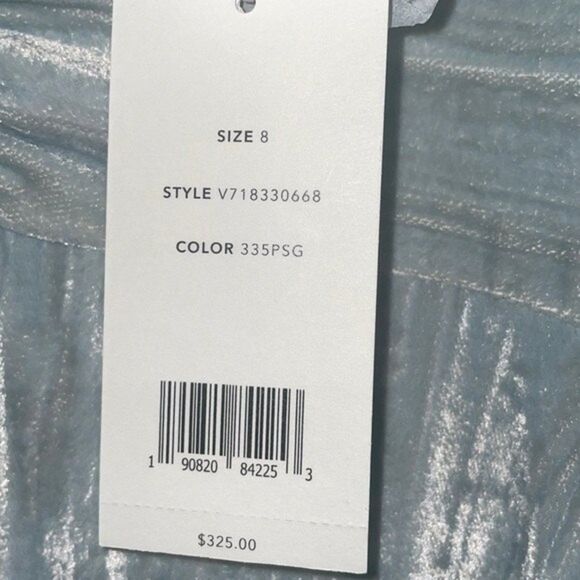 SIZE 8
STYLE V718330668
COLOR 335PSG
1 90820 84225 3
$325.00